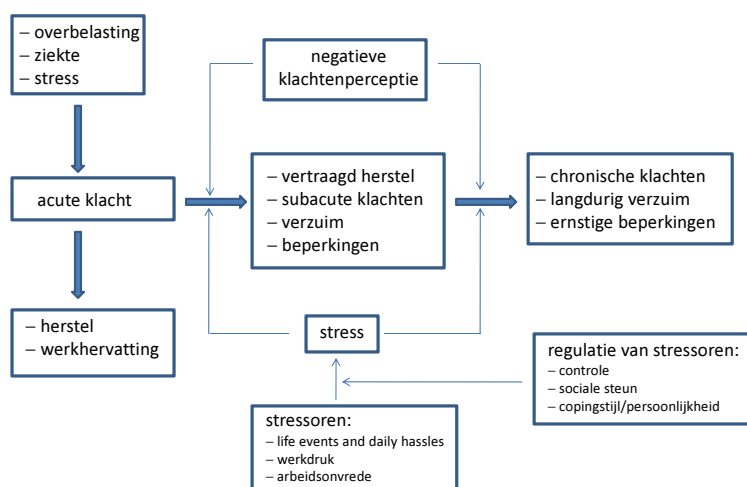 – overbelasting
– ziekte
– stress
negatieve
klachtenperceptie
acute klacht
– vertraagd herstel
– subacute klachten
– verzuim
– beperkingen
– chronische klachten
– langdurig verzuim
– ernstige beperkingen
– herstel
– werkhervatting
stress
regulatie van stressoren:
– controle
– sociale steun
– copingstijl/persoonlijkheid
stressoren:
– life events and daily hassles
– werkdruk
– arbeidsonvrede